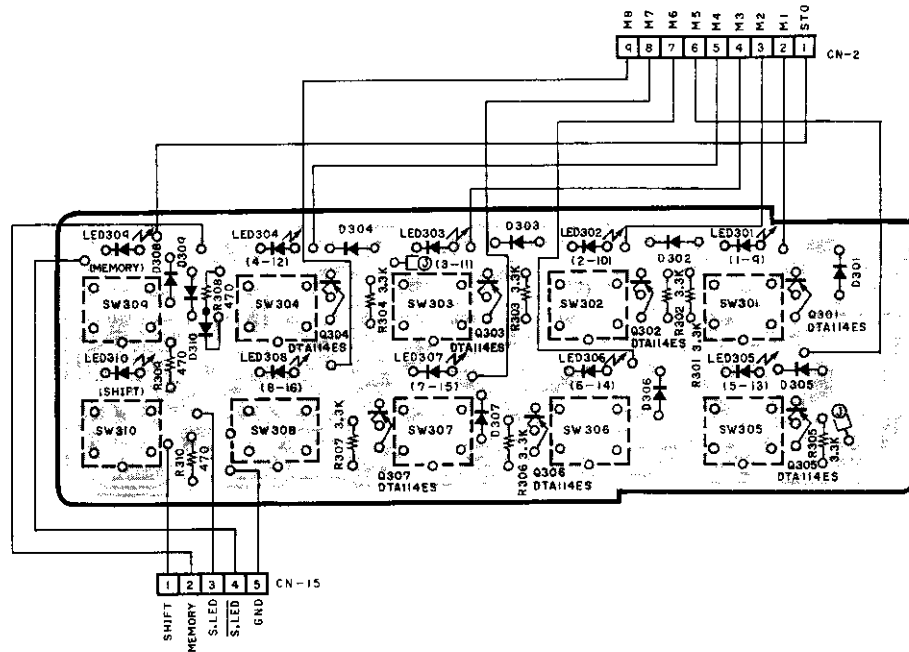 M8 M7 M6 M5 M4 M3 M2 M1 STO
9 8 7 6 5 4 3 2 1 CN-2
LED309 D308 D309 LED304 D304 LED303 D303 LED302 D302 LED301 D301
(MEMORY) (4-12) J (3-11) (2-10) (1-9)
SW309 R308 470 SW304 R304 3.3K SW303 R303 3.3K SW302 R302 3.3K R301 3.3K SW301
D310 Q304 DTA114ES Q303 DTA114ES Q302 DTA114ES Q301 DTA114ES
LED310 R309 470 LED308 LED307 LED306 D306 LED305 D305
(SHIFT) (8-16) (7-15) (6-14) (5-13)
SW310 R310 470 SW308 R307 3.3K SW307 D307 R306 3.3K SW306 SW305 R305 3.3K J
Q307 DTA114ES Q306 DTA114ES Q305 DTA114ES
1 2 3 4 5 CN-15
SHIFT MEMORY S.LED S.LED GND